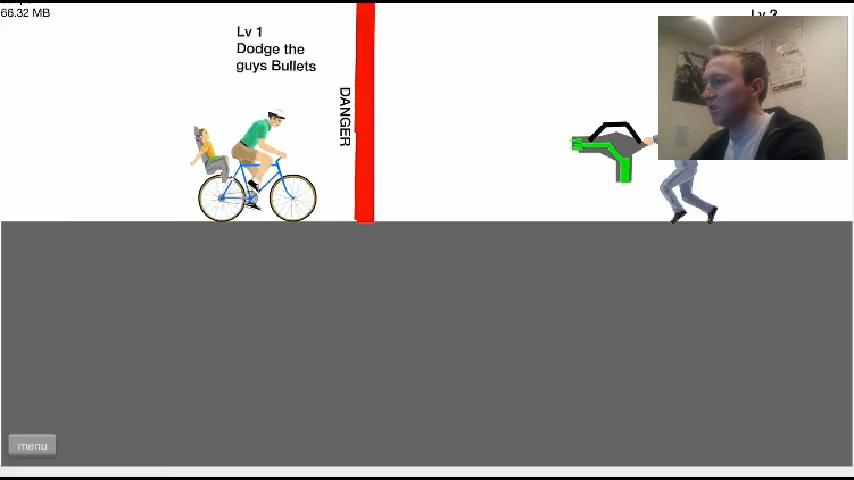 66.32 MB
Lv 1
Dodge the
guys Bullets
DANGER
menu